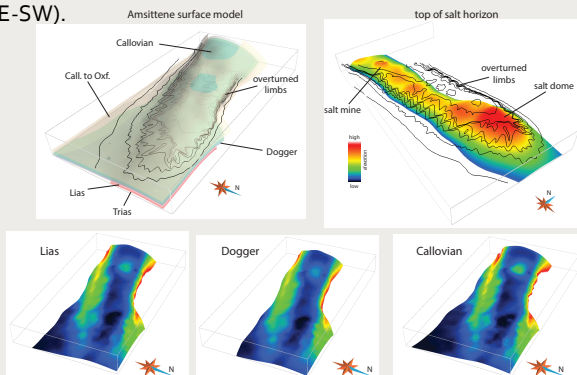 E-SW).
Amsittene surface model
top of salt horizon
Callovian
Call. to Oxf.
overturned
limbs
Dogger
Lias
Trias
N
overturned
limbs
salt dome
salt mine
high
elevation
low
N
Lias
N
Dogger
N
Callovian
N